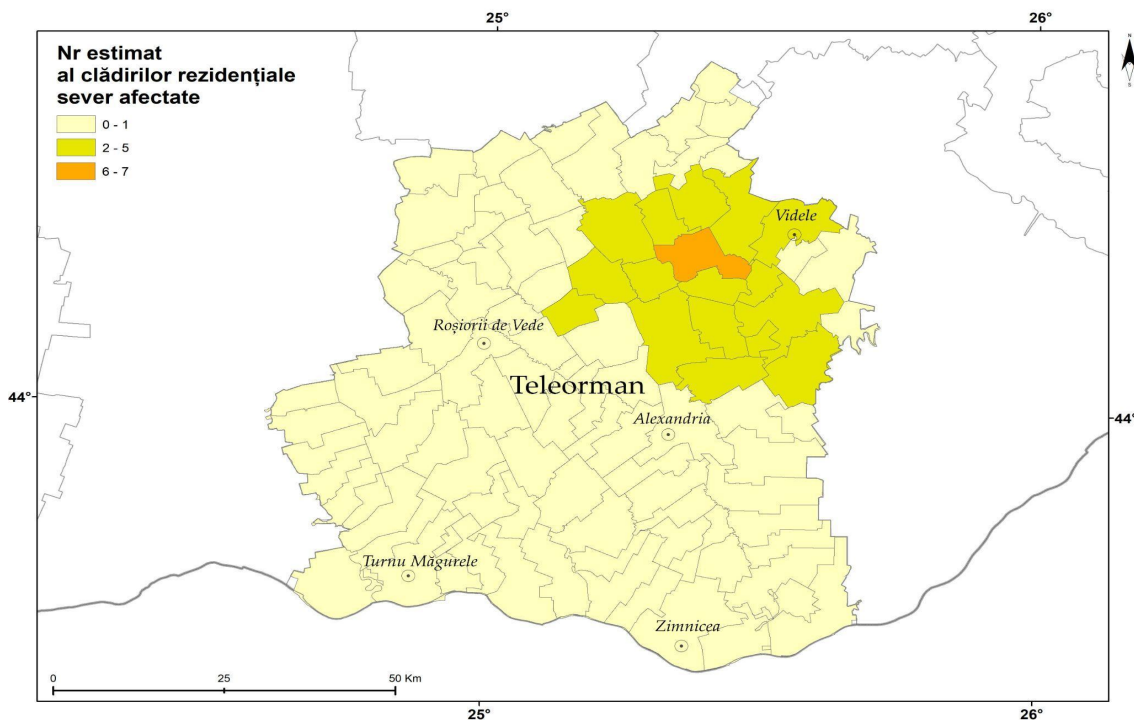 25°
26°
N
S
Nr estimat
al clădirilor rezidențiale
sever afectate
0 - 1
2 - 5
6 - 7
Videle
Roșiorii de Vede
Teleorman
44°
Alexandria
44°
Turnu Măgurele
Zimnicea
0 25 50 Km
25°
26°